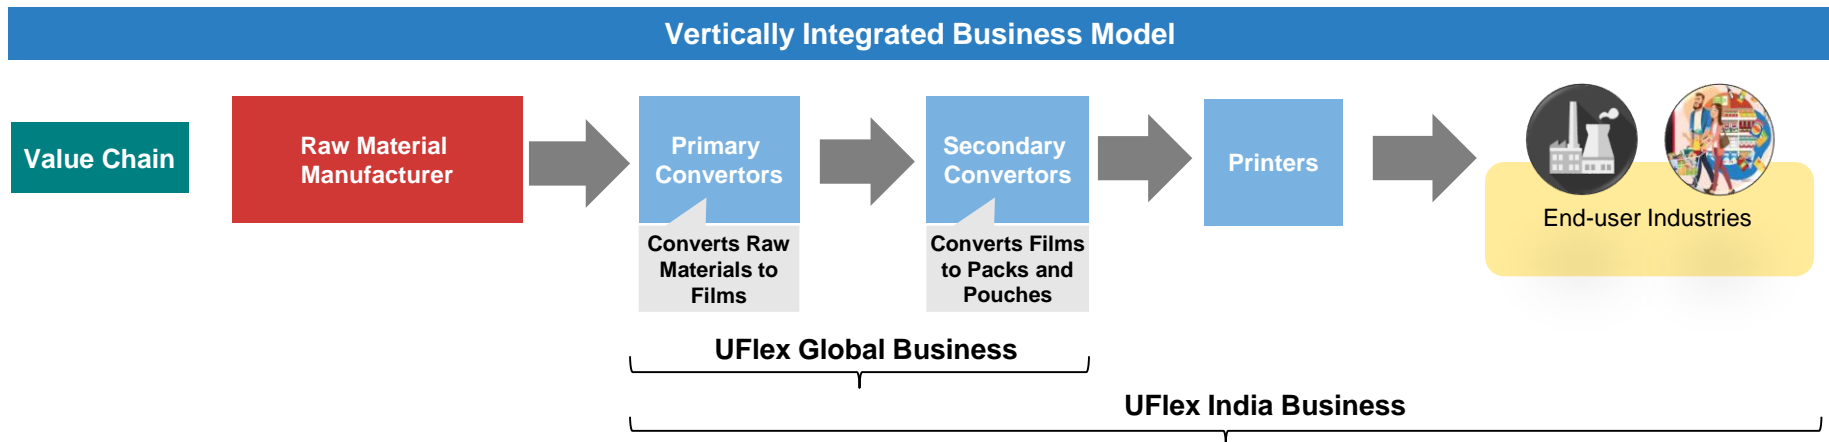 Vertically Integrated Business Model
Value Chain
Raw Material
Manufacturer
Primary
Convertors
Secondary
Convertors
Printers
End-user Industries
Converts Raw
Materials to
Films
Converts Films
to Packs and
Pouches
UFlex Global Business
UFlex India Business